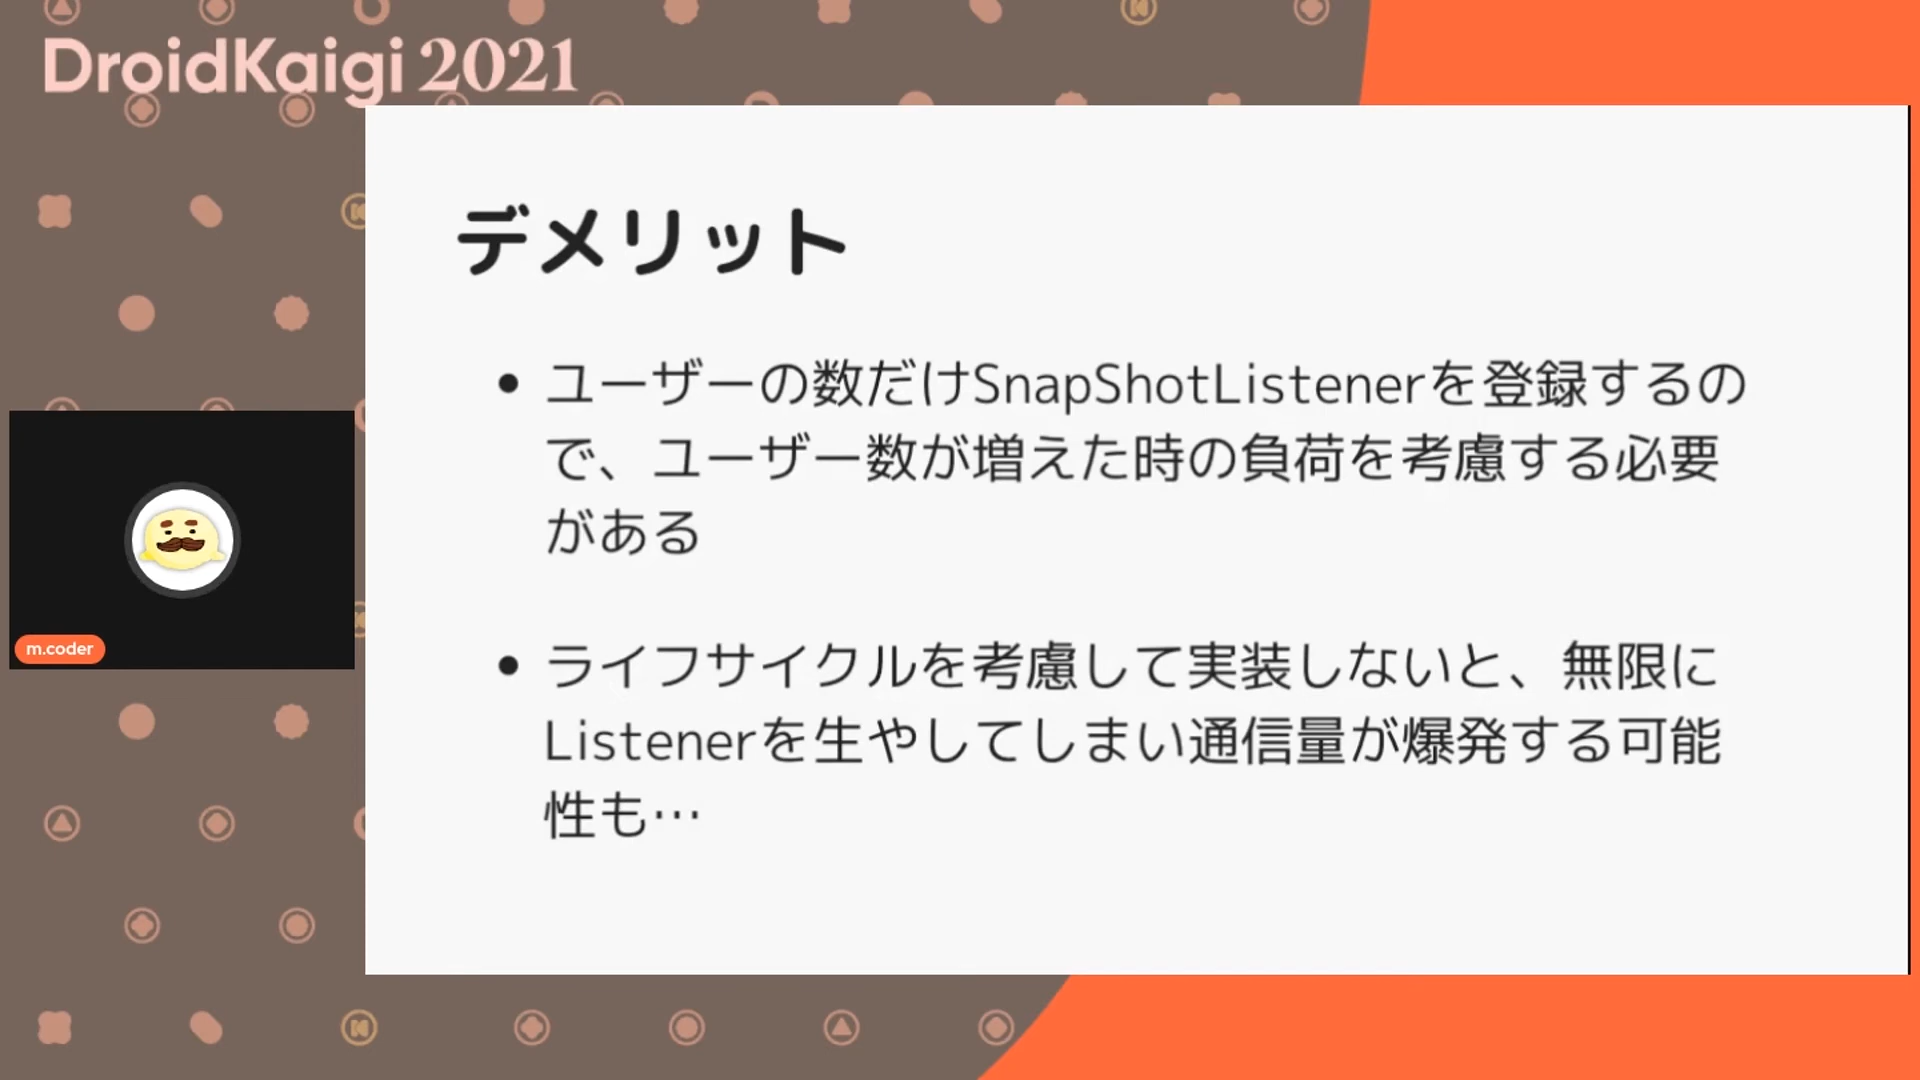 DroidKaigi 2021
デメリット
• ユーザーの数だけSnapShotListenerを登録するの
で、ユーザー数が増えた時の負荷を考慮する必要
がある
• ライフサイクルを考慮して実装しないと、無限に
Listenerを生やしてしまい通信量が爆発する可能
性も…
m.coder